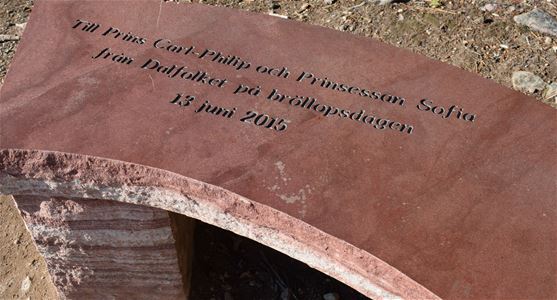 Till Prins Carl-Philip och Prinsessan Sofia
från Dalfolket på bröllopsdagen
13 juni 2015